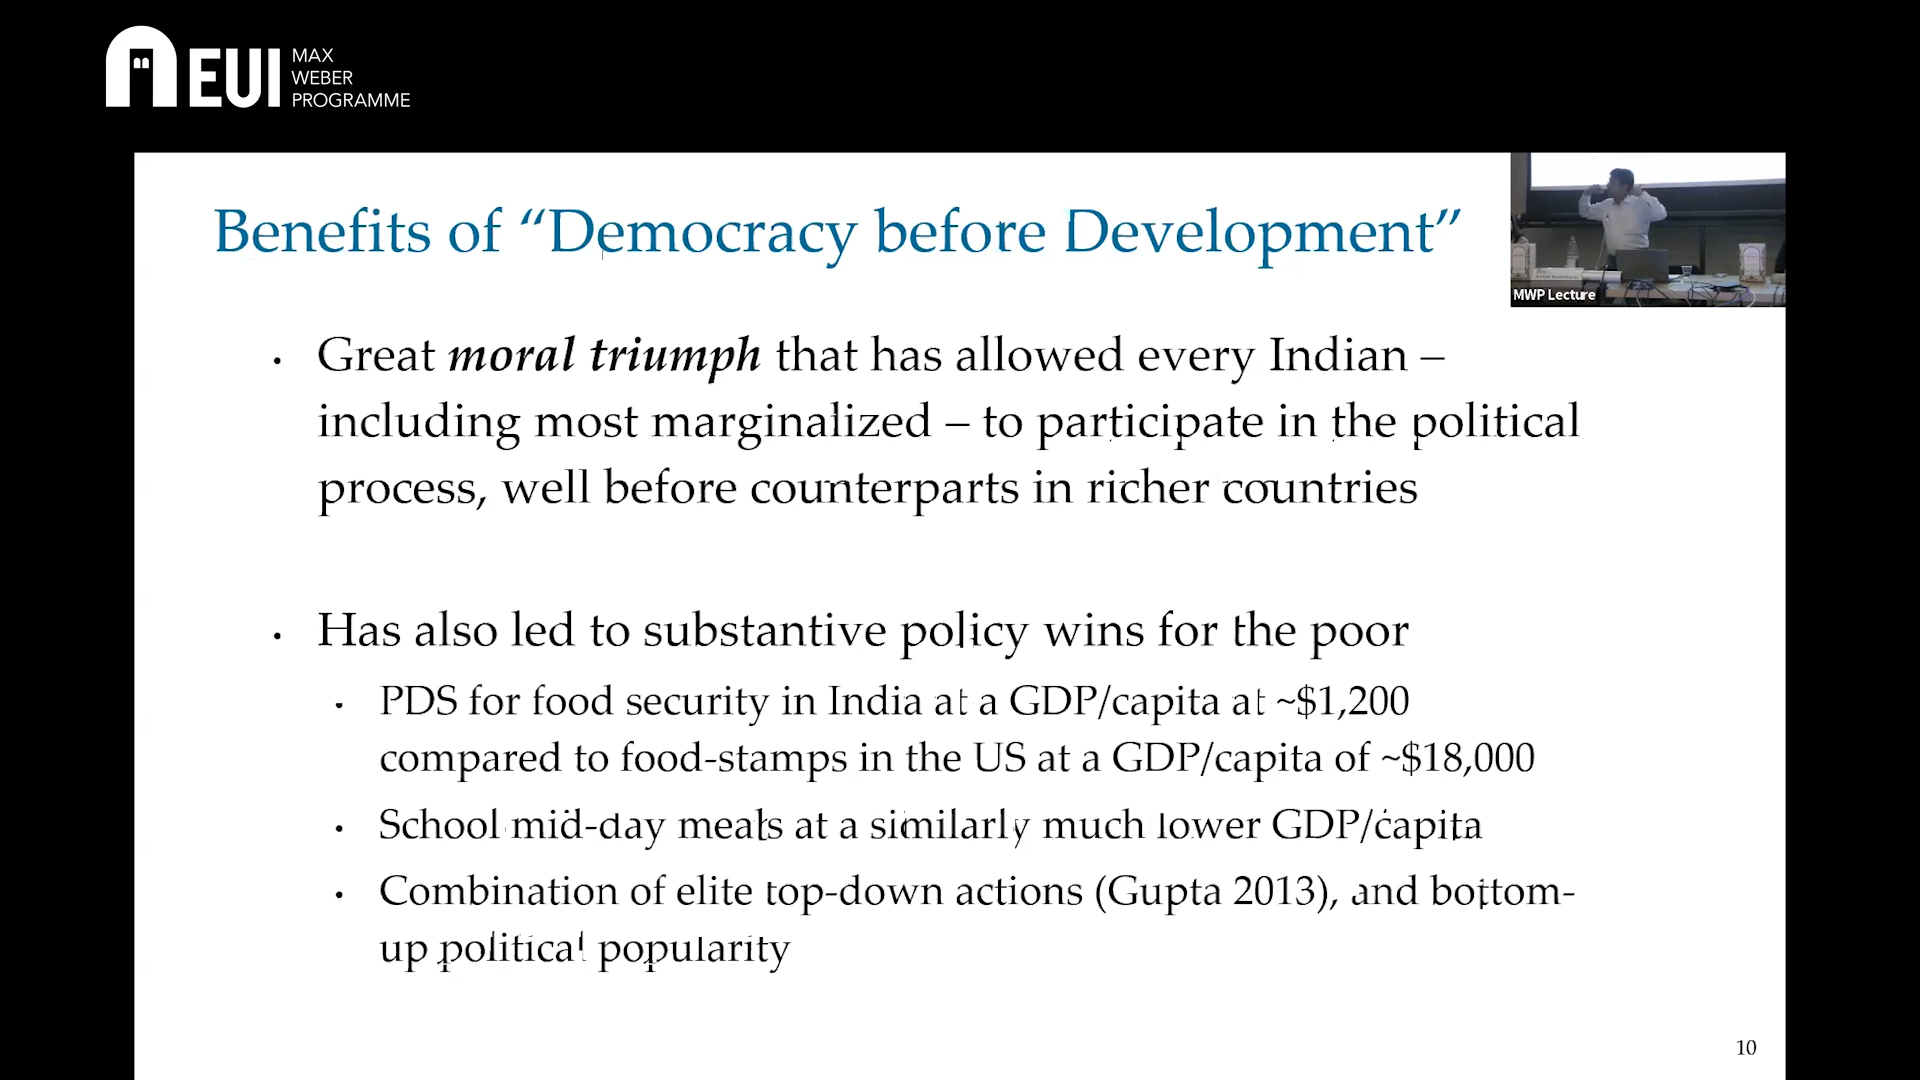 EUI
MAX
WEBER
PROGRAMME
Benefits of “Democracy before Development”
MWP Lecture
• Great moral triumph that has allowed every Indian –
including most marginalized – to participate in the political
process, well before counterparts in richer countries
• Has also led to substantive policy wins for the poor
• PDS for food security in India at a GDP/capita at ~$1,200
compared to food-stamps in the US at a GDP/capita of ~$18,000
• School mid-day meals at a similarly much lower GDP/capita
• Combination of elite top-down actions (Gupta 2013), and bottom-
up political popularity
10